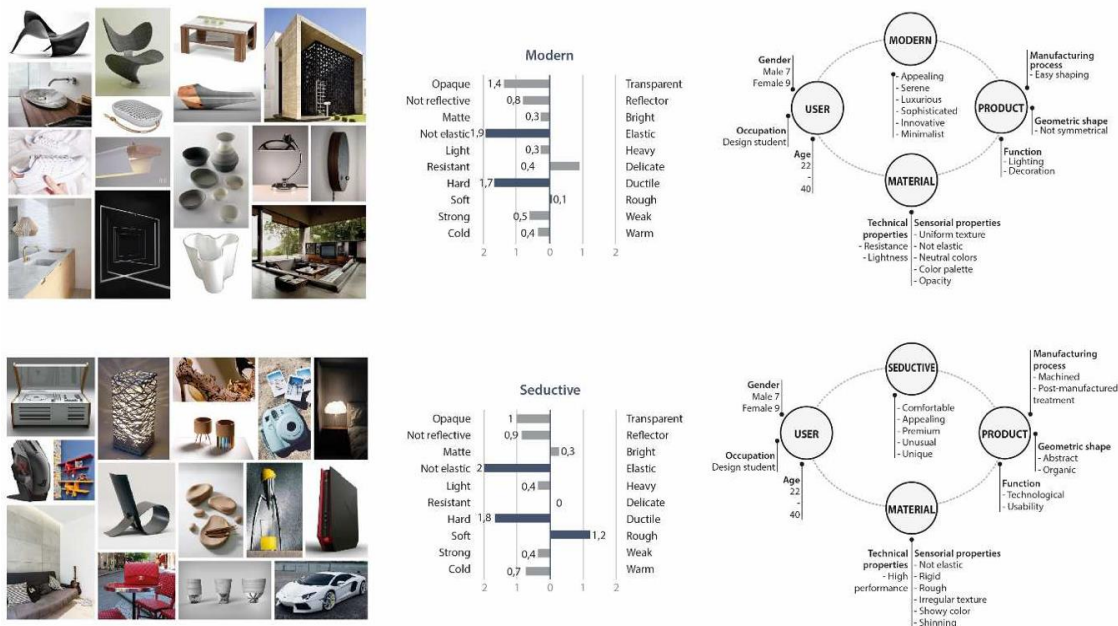 Modern
Opaque 1,4 Transparent
Not reflective 0,8 Reflector
Matte 0,3 Bright
Not elastic 1,9 Elastic
Light 0,3 Heavy
Resistant 0,4 Delicate
Hard 1,7 Ductile
Soft 0,1 Rough
Strong 0,5 Weak
Cold 0,4 Warm
2 1 0 1 2
MODERN
- Appealing
- Serene
- Luxurious
- Sophisticated
- Innovative
- Minimalist
USER
Gender
Male 7
Female 9
Occupation
Design student
Age
22
-
40
PRODUCT
Manufacturing
process
- Easy shaping
Geometric shape
- Not symmetrical
Function
- Lighting
- Decoration
MATERIAL
Technical
properties
- Resistance
- Lightness
Sensorial properties
- Uniform texture
- Not elastic
- Neutral colors
- Color palette
- Opacity
Seductive
Opaque 1 Transparent
Not reflective 0,9 Reflector
Matte 0,3 Bright
Not elastic 2 Elastic
Light 0,4 Heavy
Resistant 0 Delicate
Hard 1,8 Ductile
Soft 1,2 Rough
Strong 0,4 Weak
Cold 0,7 Warm
2 1 0 1 2
SEDUCTIVE
- Comfortable
- Appealing
- Premium
- Unusual
- Unique
USER
Gender
Male 7
Female 9
Occupation
Design student
Age
22
-
40
PRODUCT
Manufacturing
process
- Machined
- Post-manufactured
treatment
Geometric shape
- Abstract
- Organic
Function
- Technological
- Usability
MATERIAL
Technical
properties
- High
performance
Sensorial properties
- Not elastic
- Rigid
- Rough
- Irregular texture
- Showy color
- Shinning